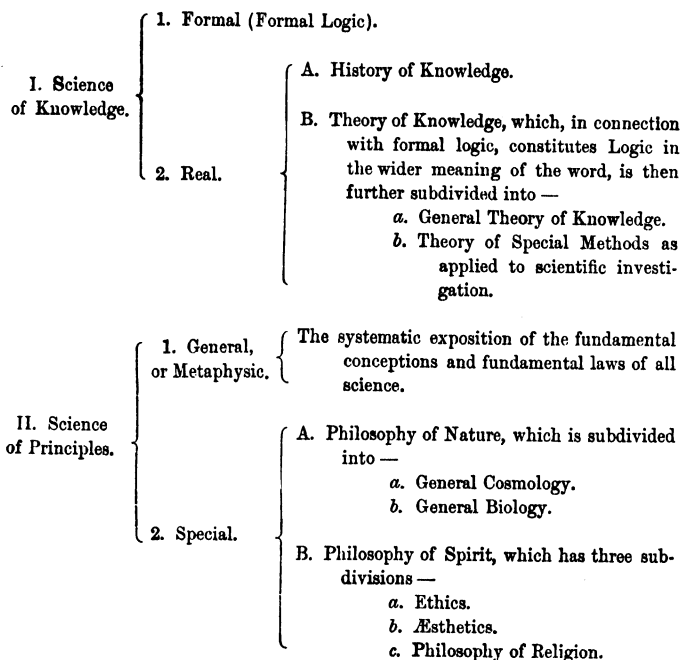 1. Formal (Formal Logic).
I. Science
of Knowledge.
2. Real.
A. History of Knowledge.
B. Theory of Knowledge, which, in connection
with formal logic, constitutes Logic in
the wider meaning of the word, is then
further subdivided into —
a. General Theory of Knowledge.
b. Theory of Special Methods as
applied to scientific investi-
gation.
II. Science
of Principles.
1. General,
or Metaphysic.
The systematic exposition of the fundamental
conceptions and fundamental laws of all
science.
2. Special.
A. Philosophy of Nature, which is subdivided
into —
a. General Cosmology.
b. General Biology.
B. Philosophy of Spirit, which has three sub-
divisions —
a. Ethics.
b. Æsthetics.
c. Philosophy of Religion.